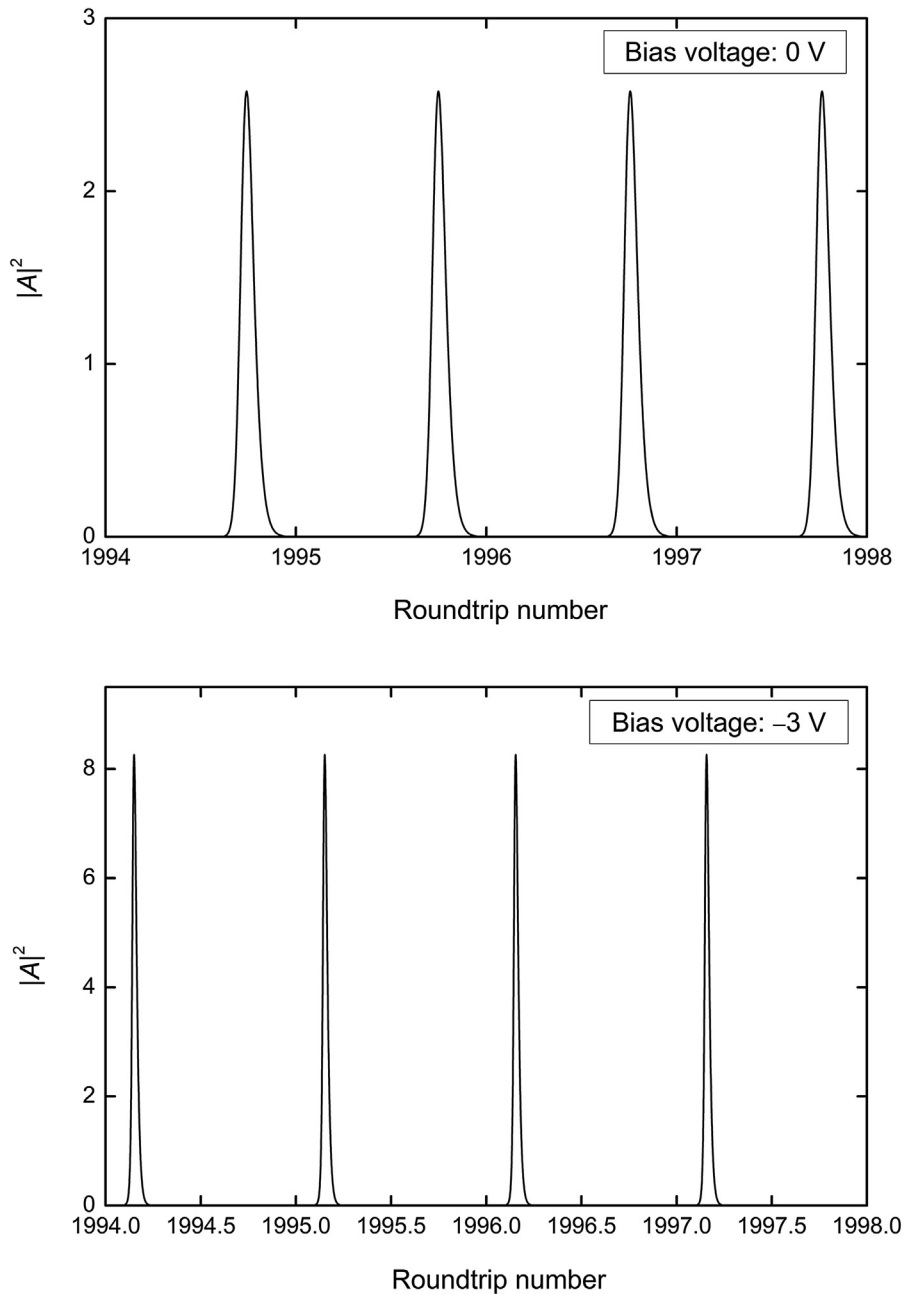 3
Bias voltage: 0 V
2
|A|²
1
0
1994 1995 1996 1997 1998
Roundtrip number
Bias voltage: –3 V
8
6
|A|²
4
2
0
1994.0 1994.5 1995.0 1995.5 1996.0 1996.5 1997.0 1997.5 1998.0
Roundtrip number